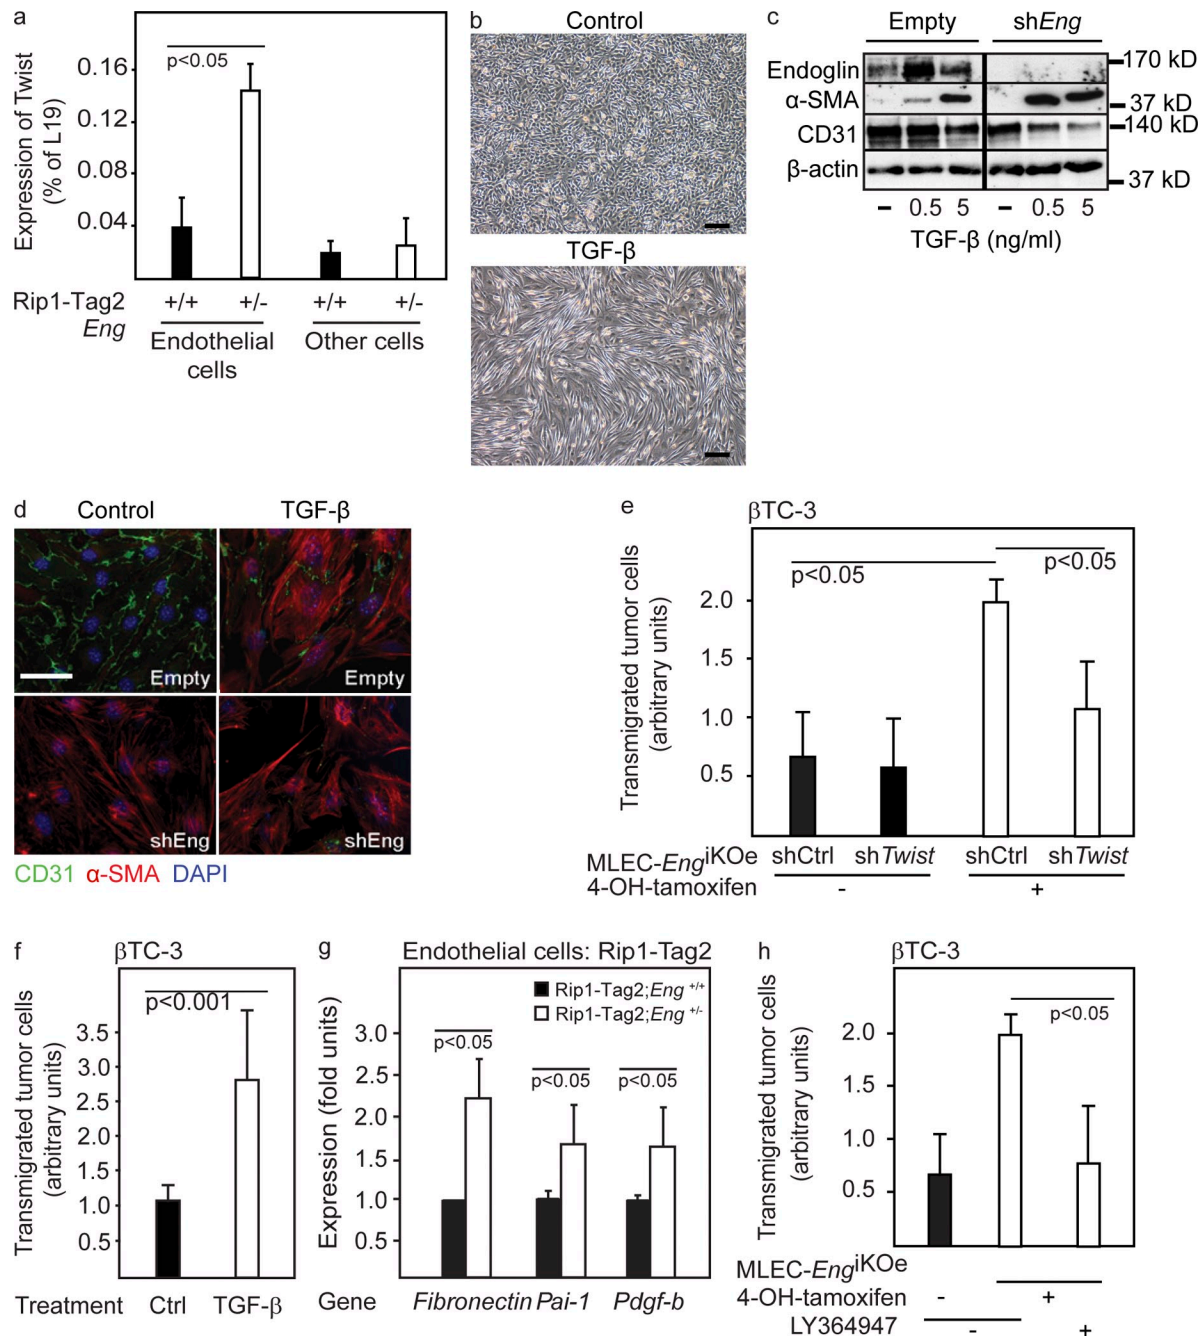 a
Expression of Twist
(% of L19)
p<0.05
0.16
0.12
0.08
0.04
Rip1-Tag2 +/+ +/- +/+ +/-
Eng
Endothelial cells
Other cells
b
Control
TGF-β
c
Empty shEng
Endoglin 170 kD
α-SMA 37 kD
CD31 140 kD
β-actin 37 kD
– 0.5 5 – 0.5 5
TGF-β (ng/ml)
d
Control TGF-β
Empty Empty
shEng shEng
CD31 α-SMA DAPI
e
βTC-3
Transmigrated tumor cells
(arbitrary units)
p<0.05
p<0.05
2.0
1.5
1.0
0.5
MLEC-Eng iKOe shCtrl shTwist shCtrl shTwist
4-OH-tamoxifen - +
f
βTC-3
Transmigrated tumor cells
(arbitrary units)
p<0.001
3.5
3.0
2.5
2.0
1.5
1.0
0.5
Treatment Ctrl TGF-β
g
Endothelial cells: Rip1-Tag2
Rip1-Tag2;Eng +/+
Rip1-Tag2;Eng +/-
Expression (fold units)
3.0
2.5
2.0
1.5
1.0
0.5
p<0.05
p<0.05
p<0.05
Gene Fibronectin Pai-1 Pdgf-b
h
βTC-3
Transmigrated tumor cells
(arbitrary units)
p<0.05
2.0
1.5
1.0
0.5
MLEC-Eng iKOe
4-OH-tamoxifen - +
LY364947 - +